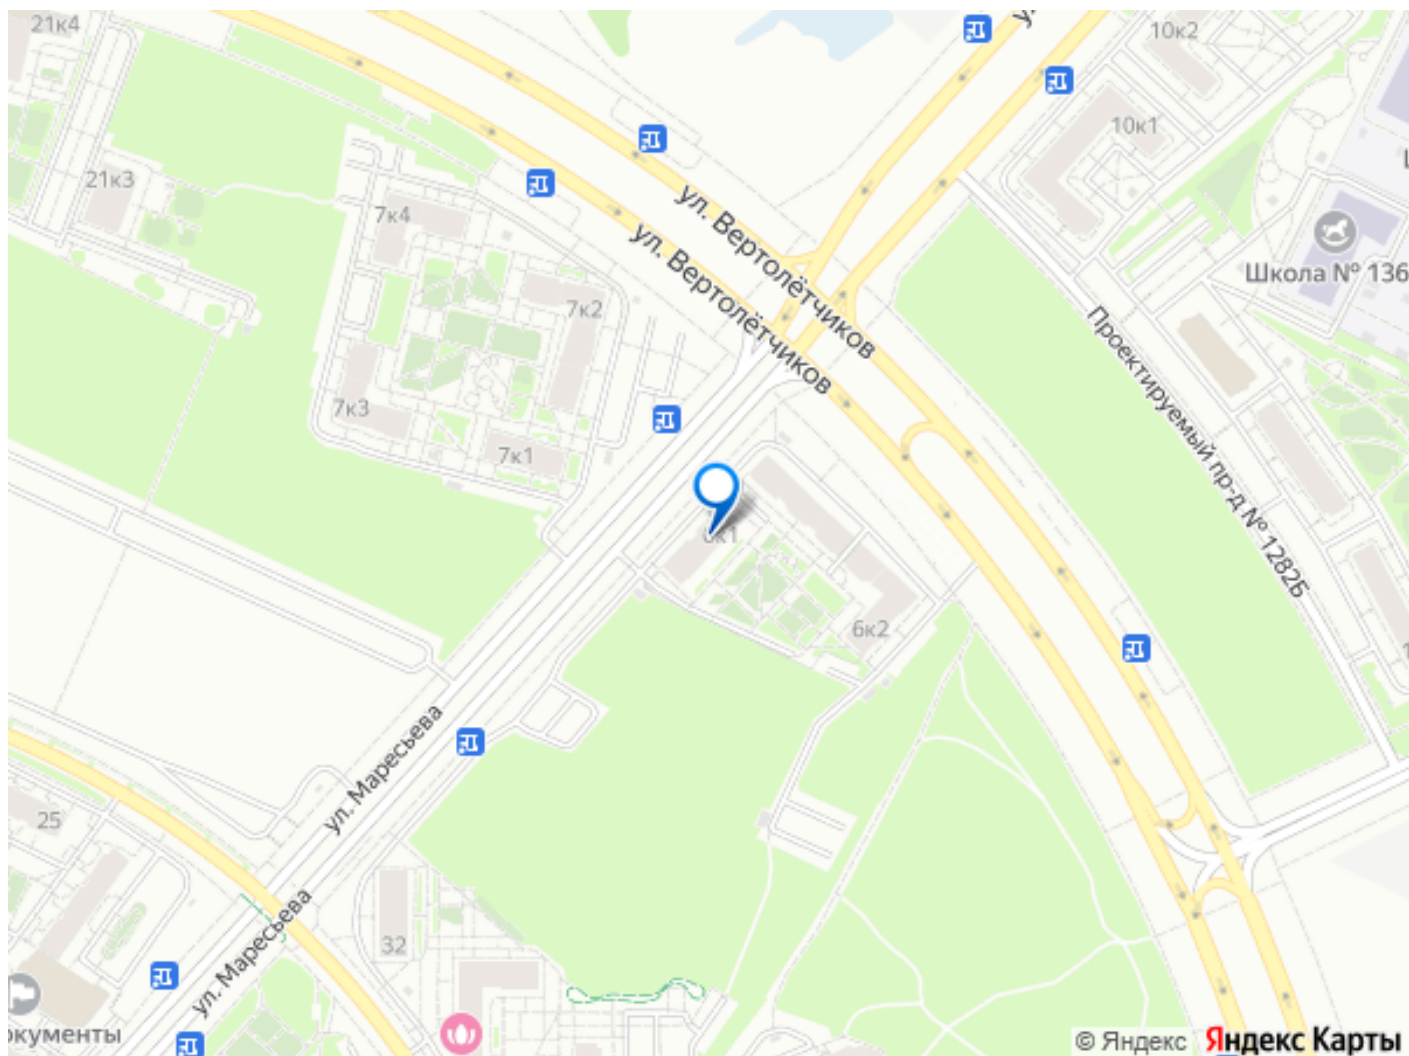 21к4
10к2
10к1
21к3
7к4
ул. Вертолётчиков
ул. Вертолётчиков
Школа № 136
7к2
Проектируемый пр-д № 1282Б
7к3
7к1
6к1
6к2
ул. Маресьева
25
32
ул. Маресьева
окументы
© Яндекс Яндекс Карты